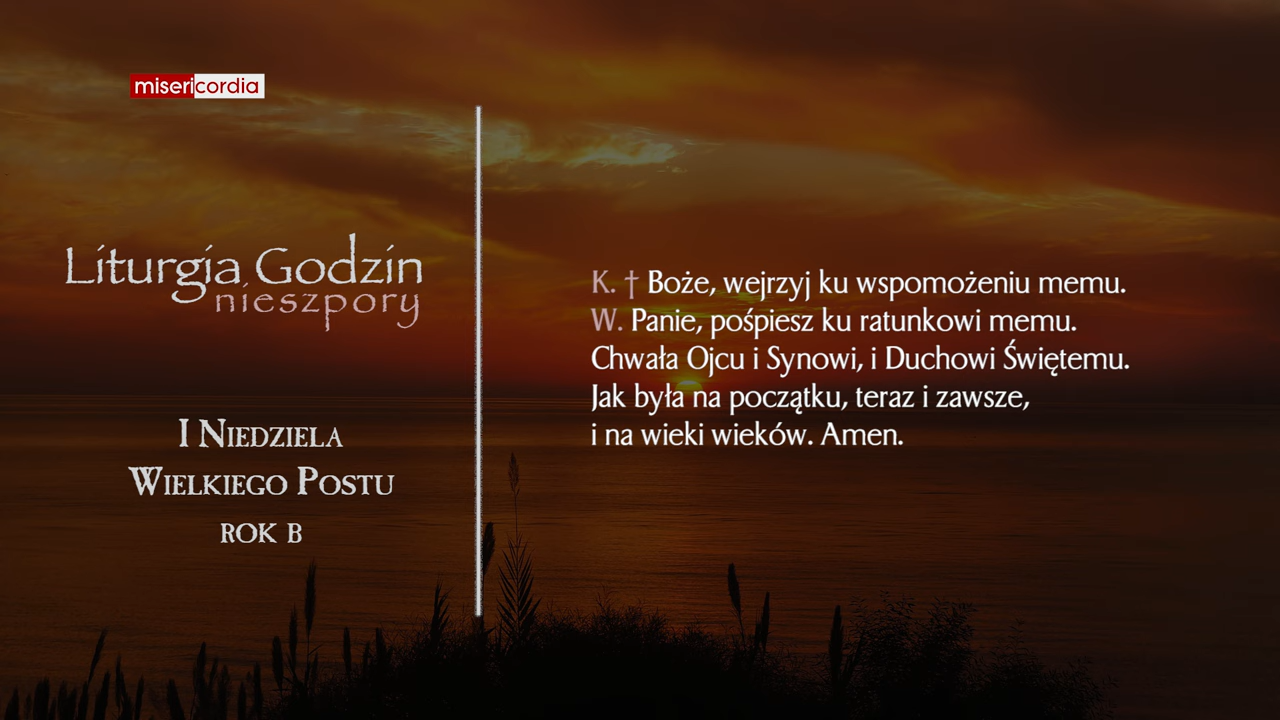 misericordia
Liturgia Godzin
nieszpory
I Niedziela
Wielkiego Postu
rok B
K. † Boże, wejrzyj ku wspomożeniu memu.
W. Panie, pośpiesz ku ratunkowi memu.
Chwała Ojcu i Synowi, i Duchowi Świętemu.
Jak była na początku, teraz i zawsze,
i na wieki wieków. Amen.